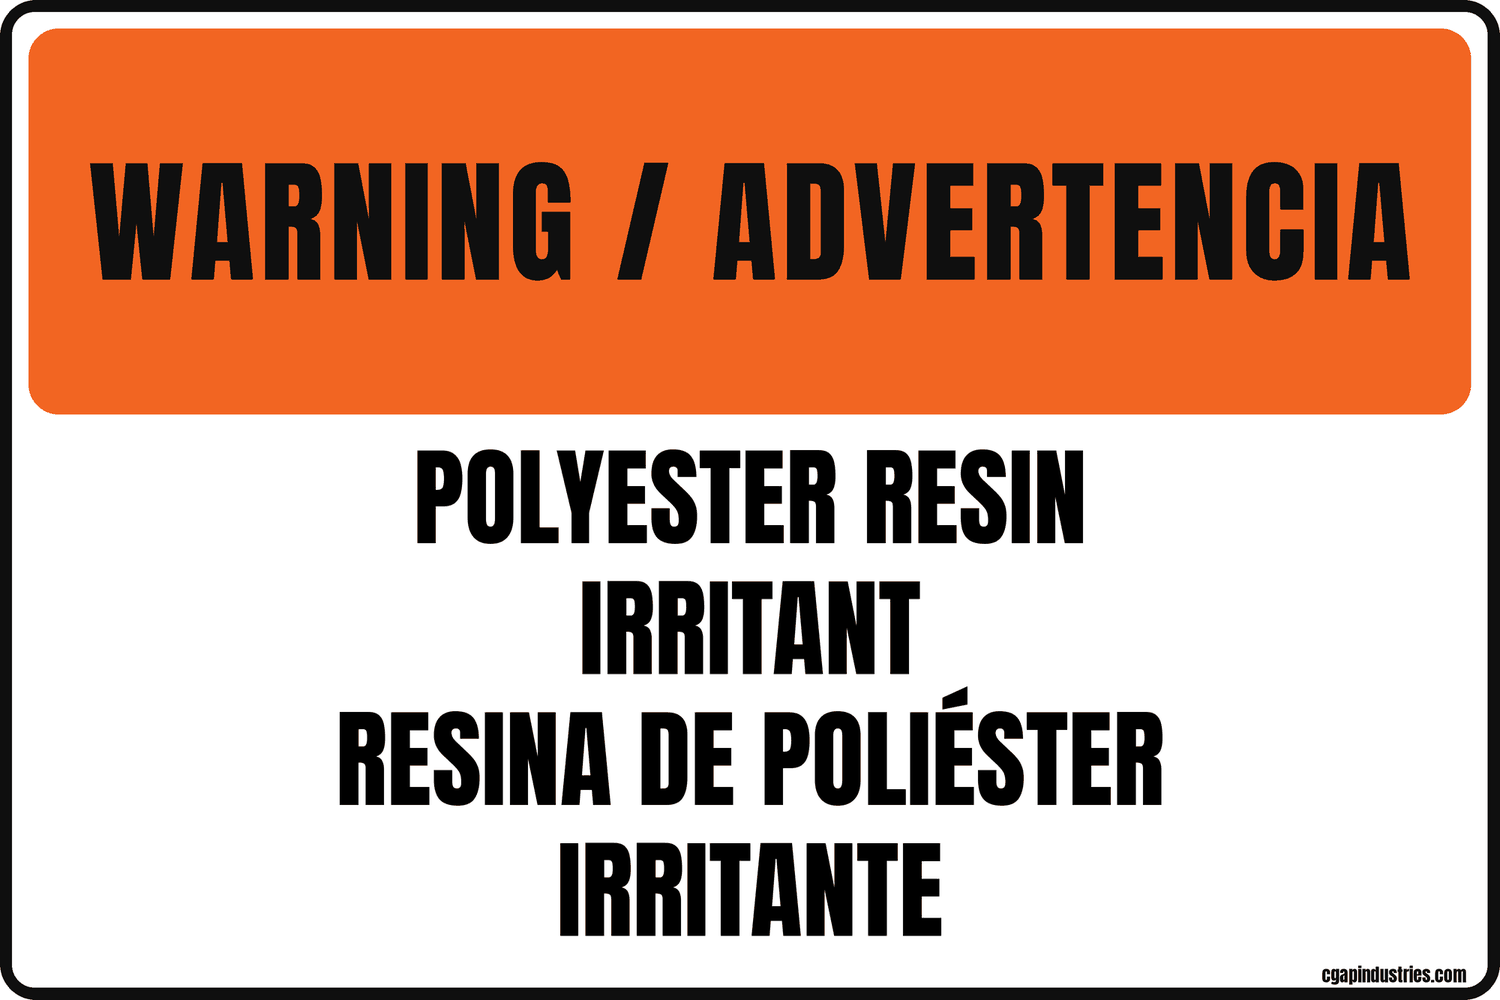 WARNING / ADVERTENCIA
POLYESTER RESIN
IRRITANT
RESINA DE POLIÉSTER
IRRITANTE
cgapindustries.com